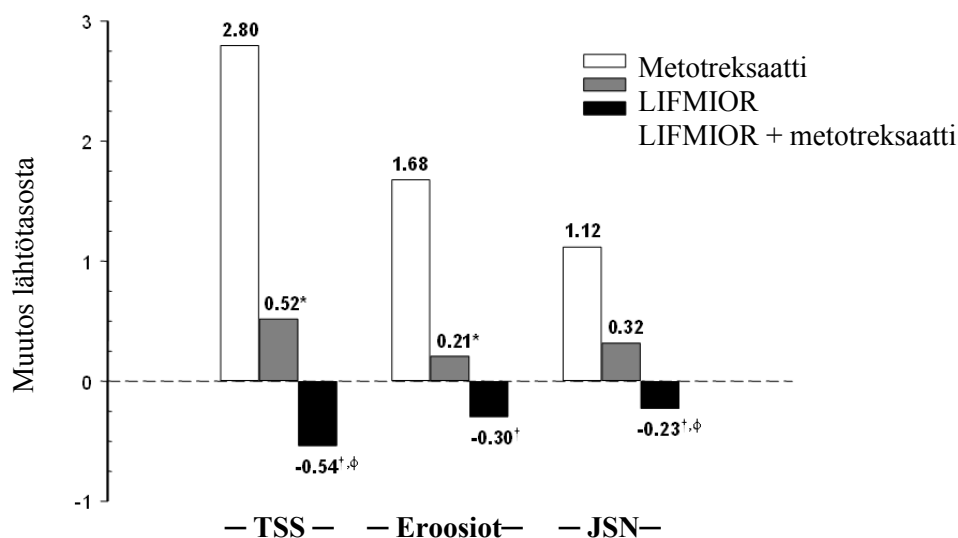 3
2.80
Metotreksaatti
LIFMIOR
LIFMIOR + metotreksaatti
2
1.68
Muutos lähtötasosta
1.12
1
0.52*
0.21*
0.32
0
-0.54†,ϕ
-0.30†
-0.23†,ϕ
-1
— TSS — — Eroosiot— — JSN—